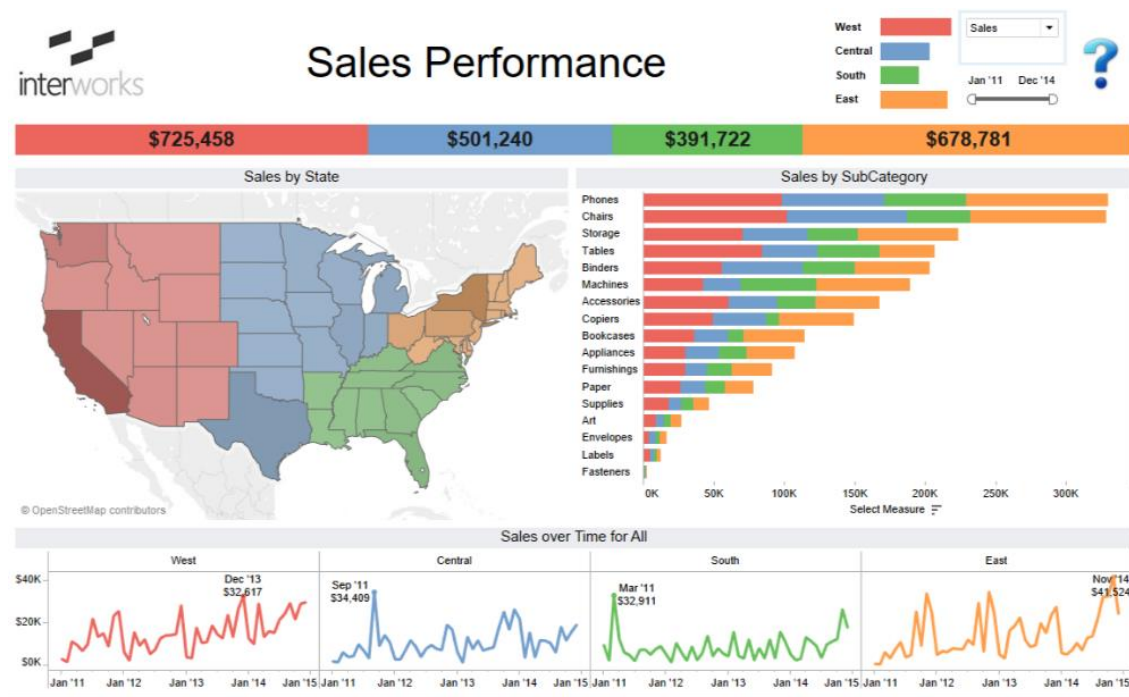 interworks
Sales Performance
West
Central
South
East
Sales
Jan '11 Dec '14
?
$725,458 $501,240 $391,722 $678,781
Sales by State
© OpenStreetMap contributors
Sales by SubCategory
Phones
Chairs
Storage
Tables
Binders
Machines
Accessories
Copiers
Bookcases
Appliances
Furnishings
Paper
Supplies
Art
Envelopes
Labels
Fasteners
0K 50K 100K 150K 200K 250K 300K
Select Measure
Sales over Time for All
West Central South East
$40K
$20K
$0K
Dec '13
$32,617
Sep '11
$34,409
Mar '11
$32,911
Nov '14
$41,524
Jan '11 Jan '12 Jan '13 Jan '14 Jan '15
Jan '11 Jan '12 Jan '13 Jan '14 Jan '15
Jan '11 Jan '12 Jan '13 Jan '14 Jan '15
Jan '11 Jan '12 Jan '13 Jan '14 Jan '15